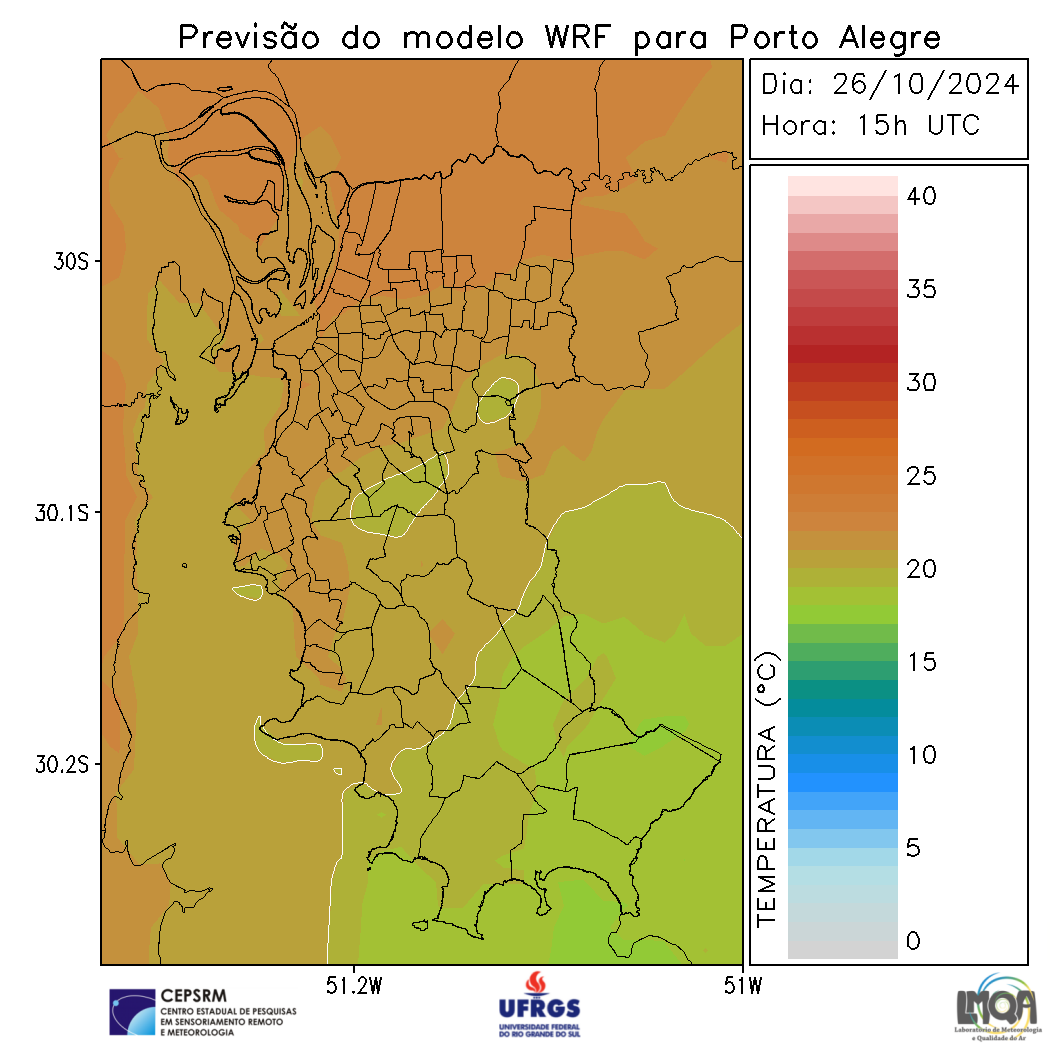 Previsão do modelo WRF para Porto Alegre
Dia: 26/10/2024
Hora: 15h UTC
40
35
30
25
20
15
10
5
0
TEMPERATURA (°C)
30S
30.1S
30.2S
51.2W
51W
CEPSRM
CENTRO ESTADUAL DE PESQUISAS
EM SENSORIAMENTO REMOTO
E METEOROLOGIA
UFRGS
UNIVERSIDADE FEDERAL
DO RIO GRANDE DO SUL
LMQA
Laboratório de Meteorologia
e Qualidade do Ar